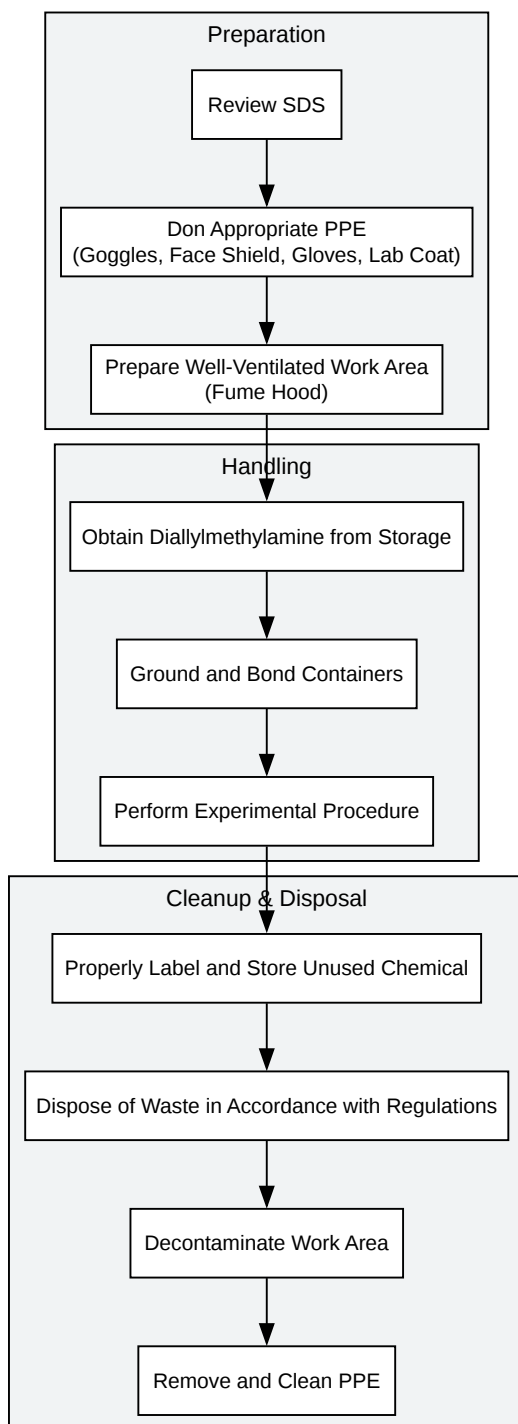 Preparation
Review SDS
Don Appropriate PPE
(Goggles, Face Shield, Gloves, Lab Coat)
Prepare Well-Ventilated Work Area
(Fume Hood)
Handling
Obtain Diallylmethylamine from Storage
Ground and Bond Containers
Perform Experimental Procedure
Cleanup & Disposal
Properly Label and Store Unused Chemical
Dispose of Waste in Accordance with Regulations
Decontaminate Work Area
Remove and Clean PPE